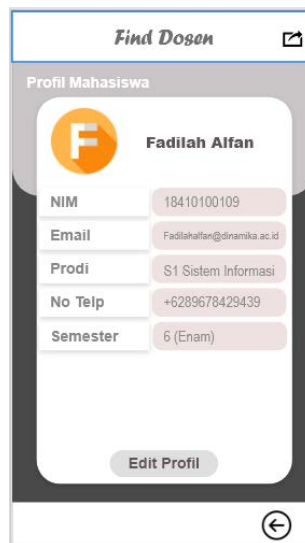 Find Dosen
Profil Mahasiswa
F
Fadilah Alfan
NIM 18410100109
Email Fadilahalfan@dinamika.ac.id
Prodi S1 Sistem Informasi
No Telp +6289678429439
Semester 6 (Enam)
Edit Profil